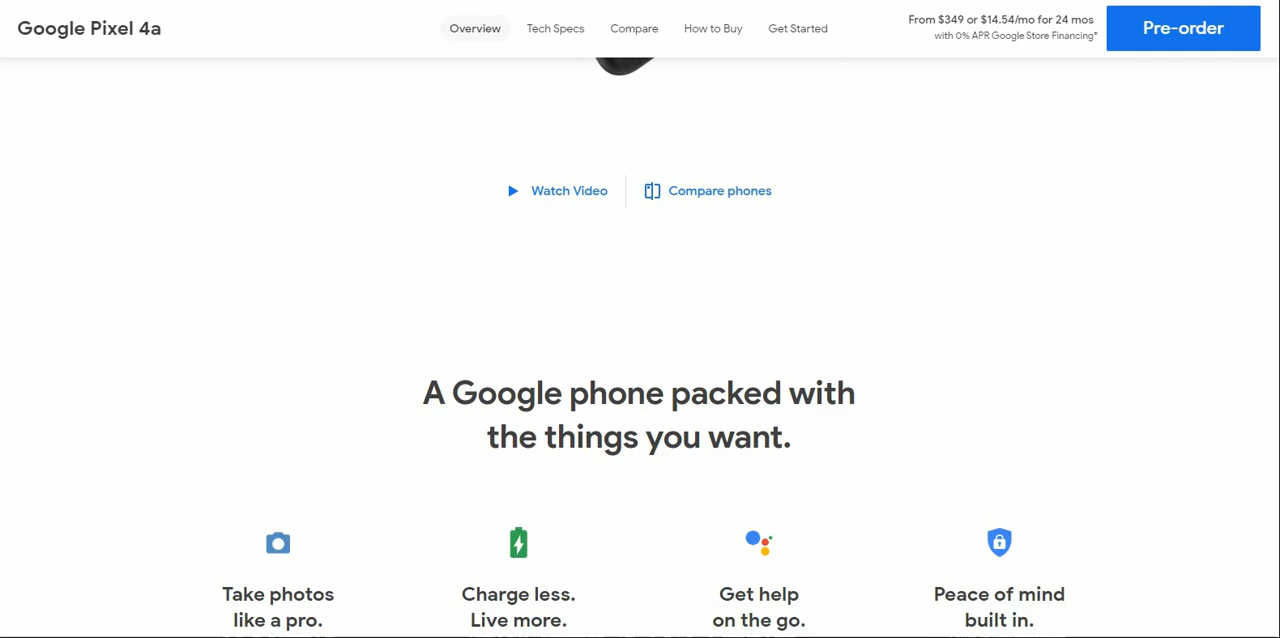 Google Pixel 4a
Overview
Tech Specs
Compare
How to Buy
Get Started
From $349 or $14.54/mo for 24 mos
with 0% APR Google Store Financing*
Pre-order
Watch Video
Compare phones
A Google phone packed with
the things you want.
Take photos
like a pro.
Charge less.
Live more.
Get help
on the go.
Peace of mind
built in.